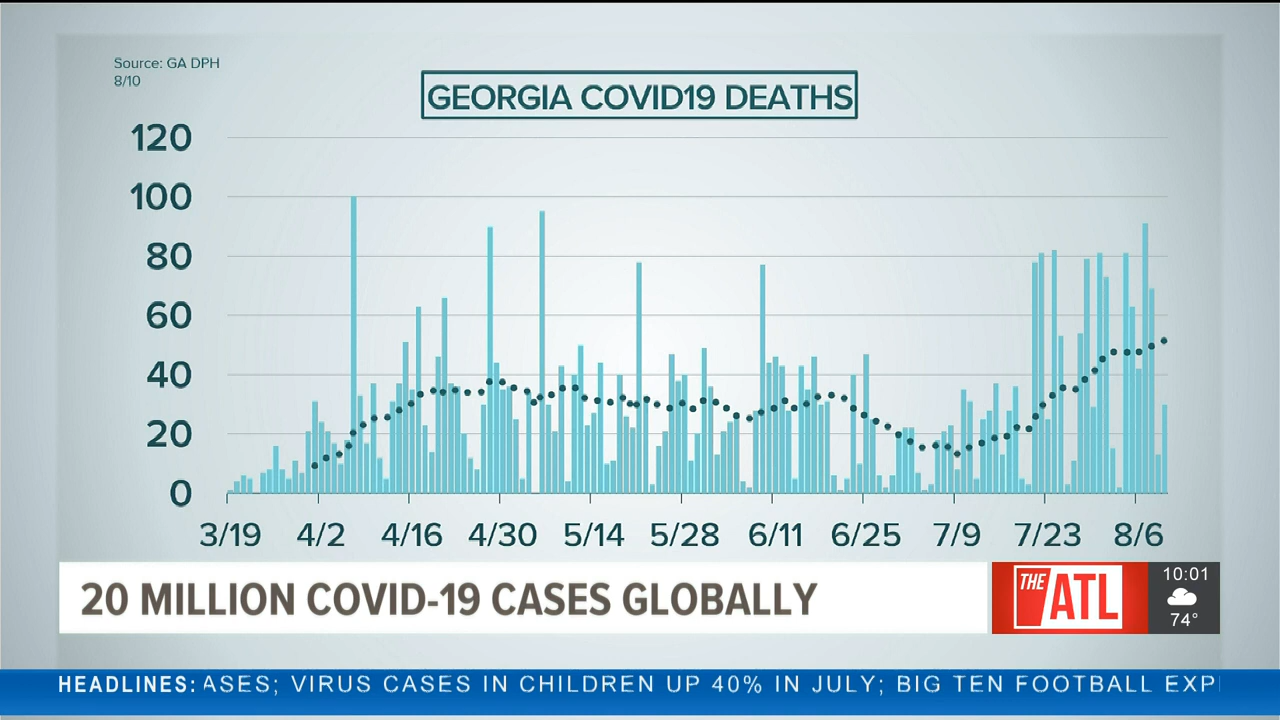 Source: GA DPH
8/10
GEORGIA COVID19 DEATHS
120
100
80
60
40
20
0
3/19 4/2 4/16 4/30 5/14 5/28 6/11 6/25 7/9 7/23 8/6
20 MILLION COVID-19 CASES GLOBALLY
THE ATL
10:01
74°
HEADLINES: ASES; VIRUS CASES IN CHILDREN UP 40% IN JULY; BIG TEN FOOTBALL EXP